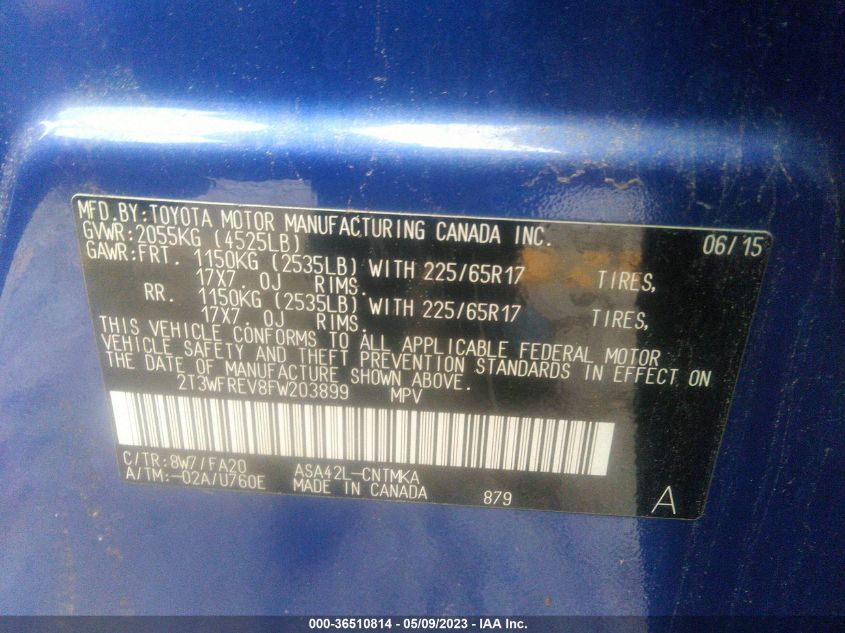 MFD.BY:TOYOTA MOTOR MANUFACTURING CANADA INC. 06/15
GVWR:2055KG (4525LB)
GAWR:FRT. 1150KG (2535LB) WITH 225/65R17 TIRES,
17X7.0J RIMS.
RR. 1150KG (2535LB) WITH 225/65R17 TIRES,
17X7.0J RIMS.
THIS VEHICLE CONFORMS TO ALL APPLICABLE FEDERAL MOTOR
VEHICLE SAFETY AND THEFT PREVENTION STANDARDS IN EFFECT ON
THE DATE OF MANUFACTURE SHOWN ABOVE.
2T3WFREV8FW203899 MPV
C/TR:8W7/FA20 ASA42L-CNTMKA
A/TM:-02A/U760E MADE IN CANADA 879 A
000-36510814 - 05/09/2023 - IAA Inc.